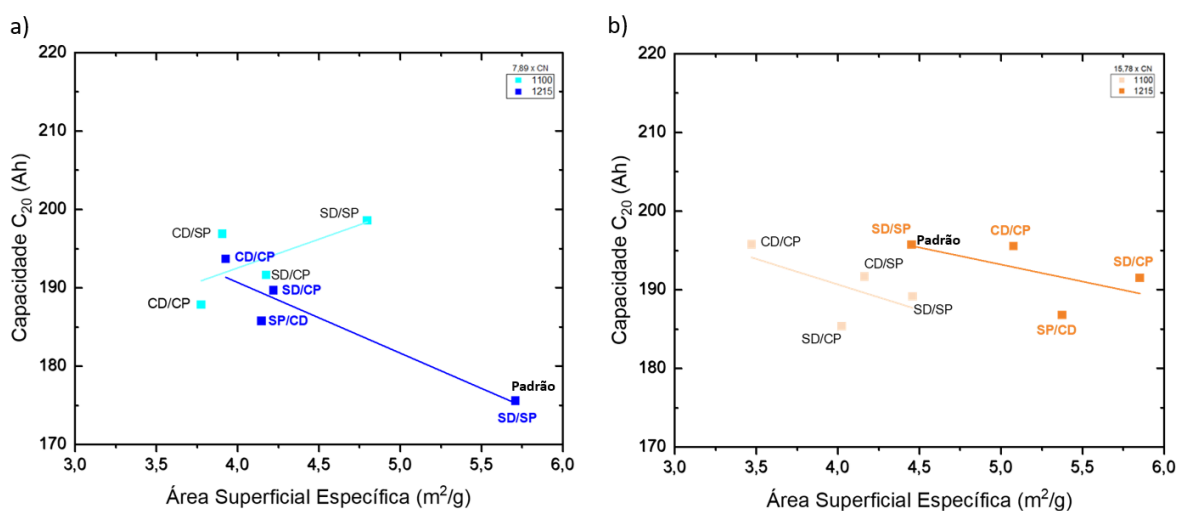 a)
220
210
200
190
180
170
3,0
3,5
4,0
4,5
5,0
5,5
6,0
Capacidade C20 (Ah)
Área Superficial Específica (m²/g)
7.89 x CN
1100
1215
SD/SP
CD/SP
CD/CP
SD/CP
SD/CP
CD/CP
SP/CD
Padrão
SD/SP
b)
220
210
200
190
180
170
3,0
3,5
4,0
4,5
5,0
5,5
6,0
Capacidade C20 (Ah)
Área Superficial Específica (m²/g)
15.78 x CN
1100
1215
CD/CP
SD/SP
Padrão
CD/CP
CD/SP
SD/CP
SD/SP
SD/CP
SP/CD